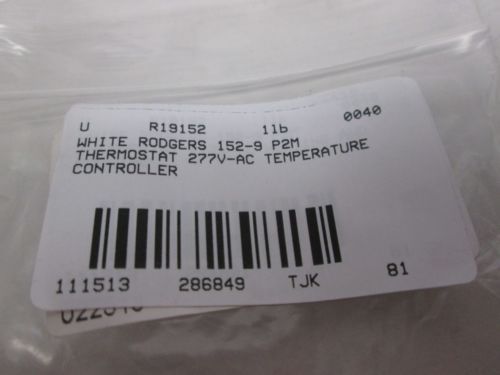 U R19152 1lb 0040
WHITE RODGERS 152-9 P2M
THERMOSTAT 277V-AC TEMPERATURE
CONTROLLER
111513 286849 TJK 81